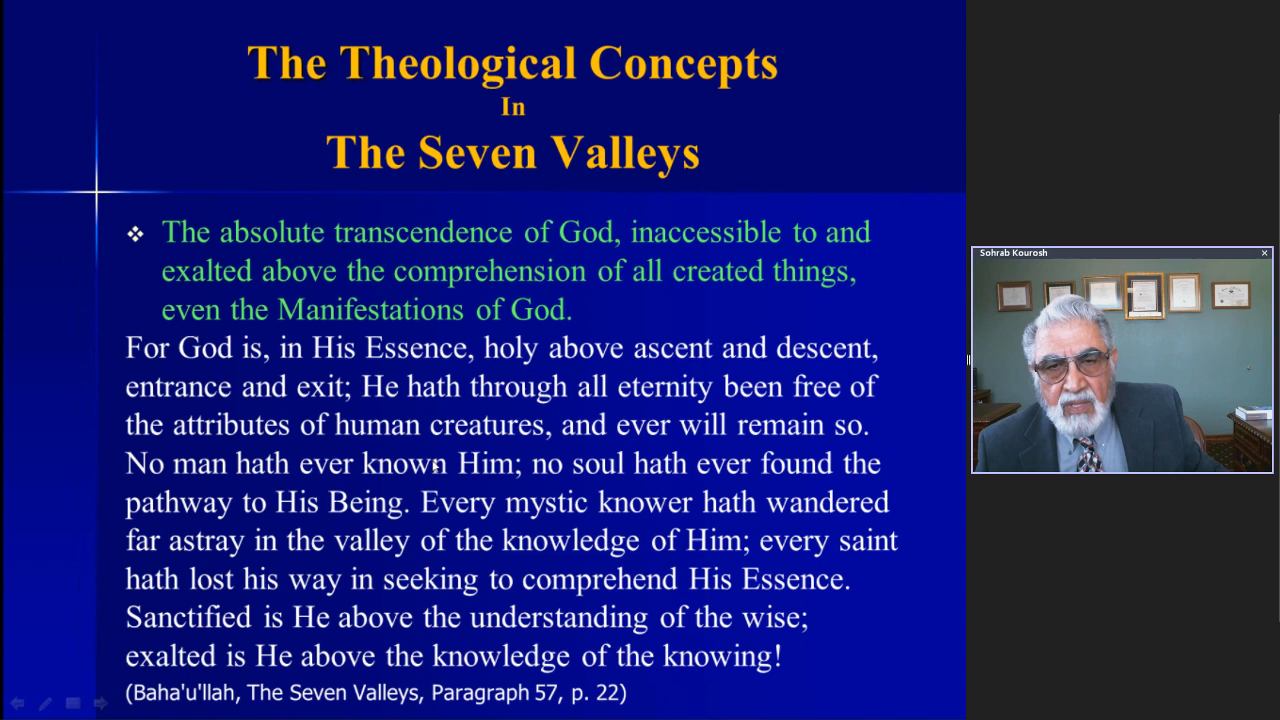 The Theological Concepts
In
The Seven Valleys
❖ The absolute transcendence of God, inaccessible to and
exalted above the comprehension of all created things,
even the Manifestations of God.
For God is, in His Essence, holy above ascent and descent,
entrance and exit; He hath through all eternity been free of
the attributes of human creatures, and ever will remain so.
No man hath ever known Him; no soul hath ever found the
pathway to His Being. Every mystic knower hath wandered
far astray in the valley of the knowledge of Him; every saint
hath lost his way in seeking to comprehend His Essence.
Sanctified is He above the understanding of the wise;
exalted is He above the knowledge of the knowing!
(Baha'u'llah, The Seven Valleys, Paragraph 57, p. 22)
Sohrab Kourosh